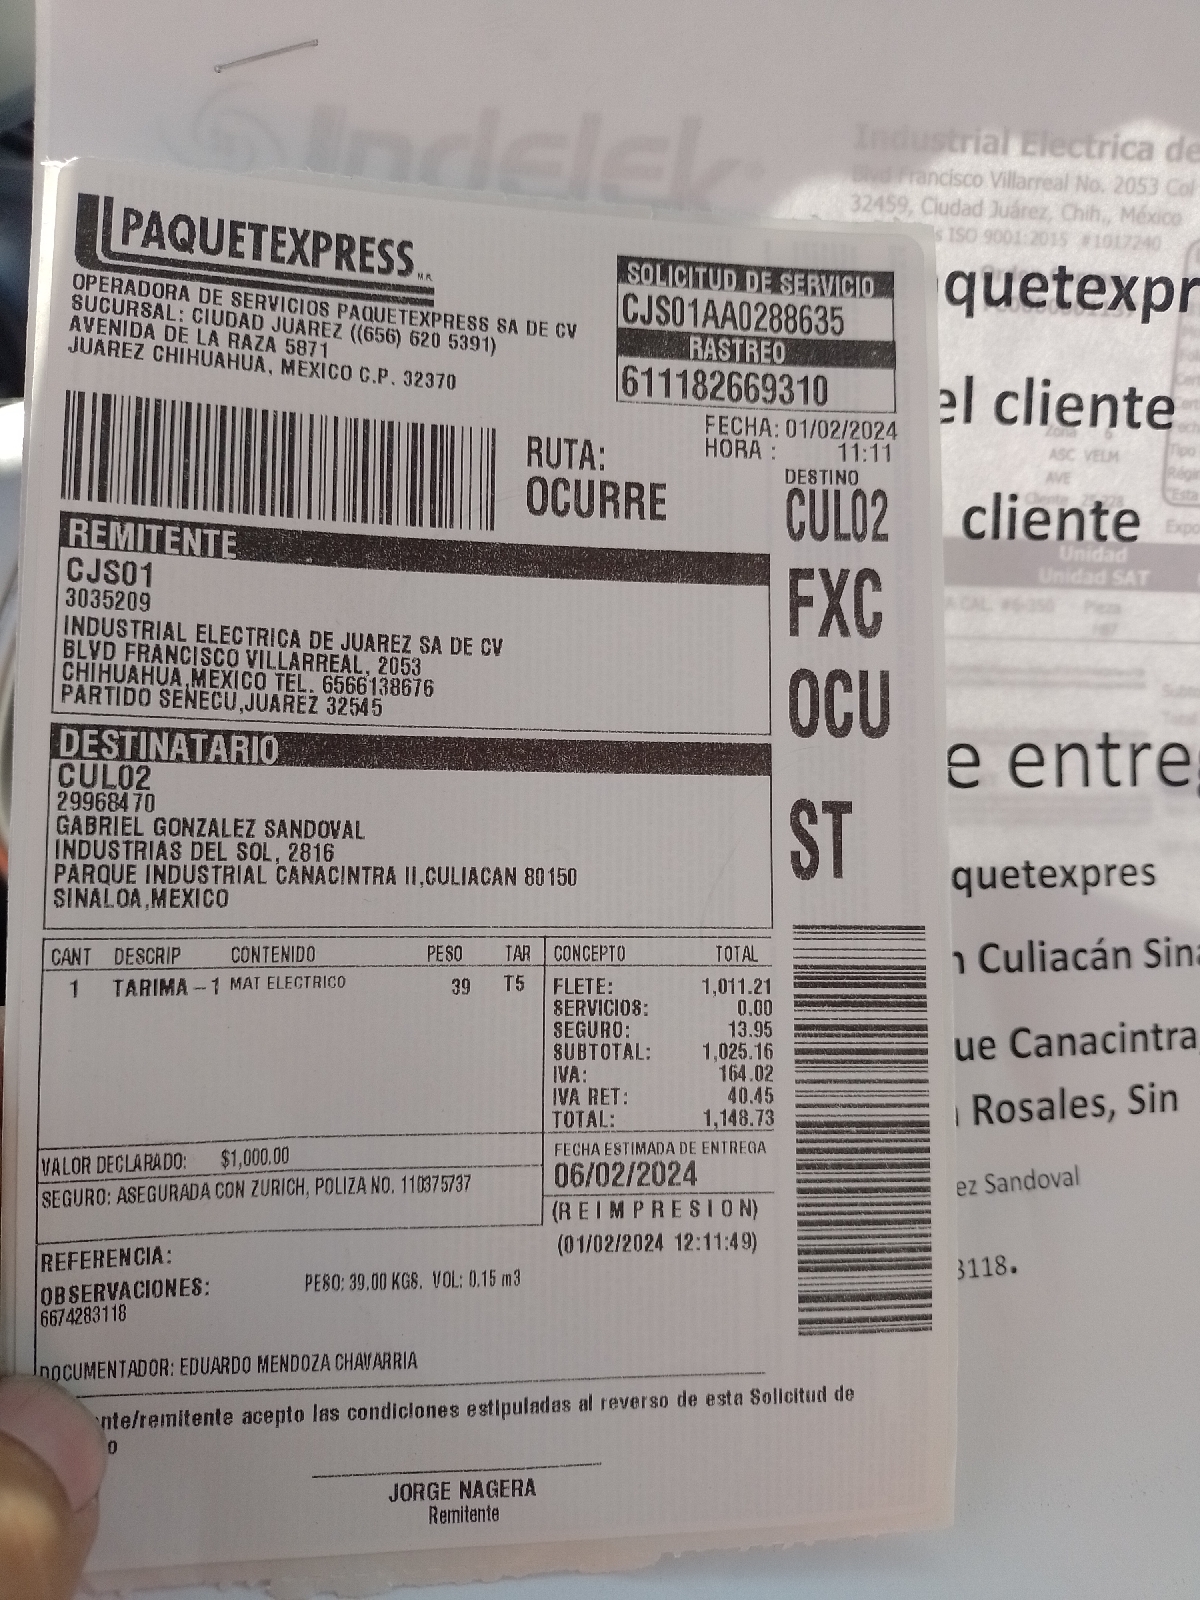 Indelek
Industrial Electrica de
Blvd Francisco Villarreal No. 2053 Col
32459, Ciudad Juárez, Chih., México
ISO 9001:2015 #1017240
PAQUETEXPRESS
M.R.
OPERADORA DE SERVICIOS PAQUETEXPRESS SA DE CV
SUCURSAL: CIUDAD JUAREZ ((656) 620 5391)
AVENIDA DE LA RAZA 5871
JUAREZ CHIHUAHUA, MEXICO C.P. 32370
SOLICITUD DE SERVICIO
CJS01AA0288635
RASTREO
611182669310
FECHA: 01/02/2024
HORA : 11:11
RUTA:
OCURRE
DESTINO
CUL02
FXC
OCU
ST
REMITENTE
CJS01
3035209
INDUSTRIAL ELECTRICA DE JUAREZ SA DE CV
BLVD FRANCISCO VILLARREAL, 2053
CHIHUAHUA,MEXICO TEL. 6566138676
PARTIDO SENECU,JUAREZ 32545
DESTINATARIO
CUL02
29968470
GABRIEL GONZALEZ SANDOVAL
INDUSTRIAS DEL SOL, 2816
PARQUE INDUSTRIAL CANACINTRA II,CULIACAN 80150
SINALOA,MEXICO
CANT DESCRIP CONTENIDO PESO TAR
1 TARIMA – 1 MAT ELECTRICO 39 T5
CONCEPTO TOTAL
FLETE: 1,011.21
SERVICIOS: 0.00
SEGURO: 13.95
SUBTOTAL: 1,025.16
IVA: 164.02
IVA RET: 40.45
TOTAL: 1,148.73
VALOR DECLARADO: $1,000.00
SEGURO: ASEGURADA CON ZURICH, POLIZA NO. 110375737
FECHA ESTIMADA DE ENTREGA
06/02/2024
(REIMPRESION)
(01/02/2024 12:11:49)
REFERENCIA:
OBSERVACIONES: PESO: 39.00 KGS. VOL: 0.15 m3
6674283118
DOCUMENTADOR: EDUARDO MENDOZA CHAVARRIA
nte/remitente acepto las condiciones estipuladas al reverso de esta Solicitud de
o
JORGE NAGERA
Remitente
quetexpr
el cliente
ASC VELM
AVE
cliente
Unidad
Unidad SAT
Pieza
e entre
quetexpres
n Culiacán Sin
ue Canacintra
Rosales, Sin
ez Sandoval
3118.